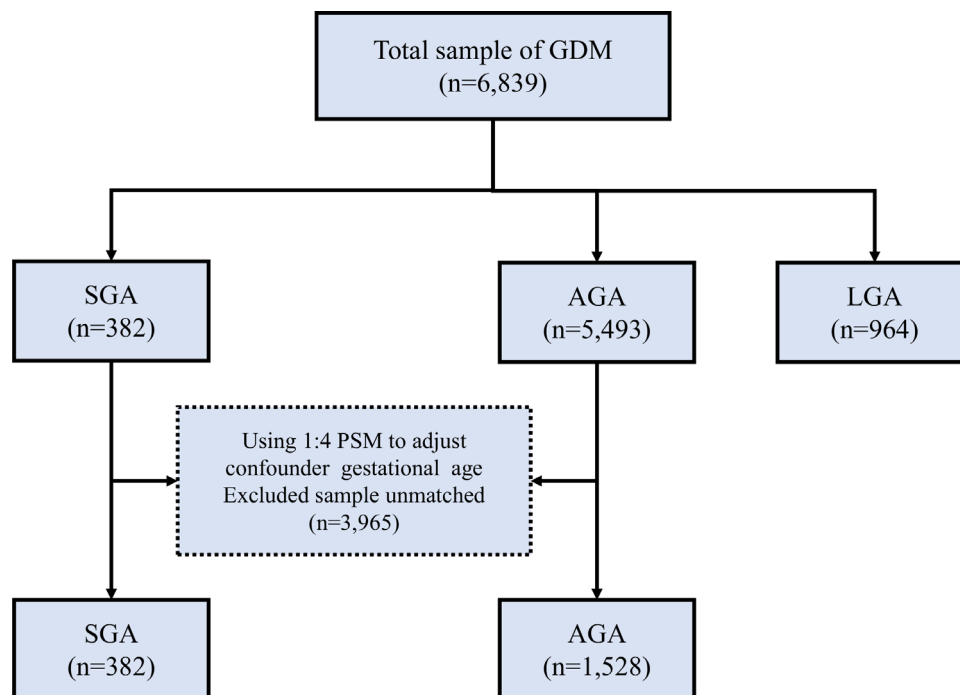 Total sample of GDM
(n=6,839)
SGA
(n=382)
AGA
(n=5,493)
LGA
(n=964)
Using 1:4 PSM to adjust
confounder gestational age
Excluded sample unmatched
(n=3,965)
SGA
(n=382)
AGA
(n=1,528)